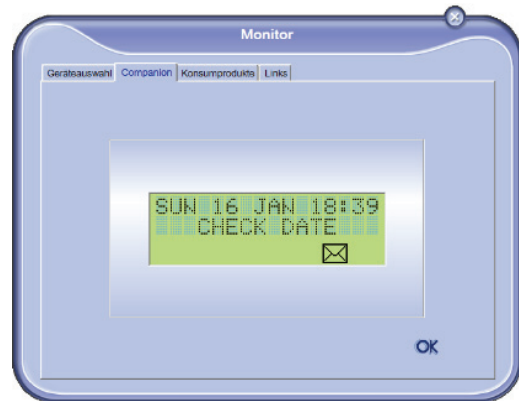 Monitor
Geräteauswahl Companion Konsumprodukte Links
SUN 16 JAN 18:39
CHECK DATE
OK